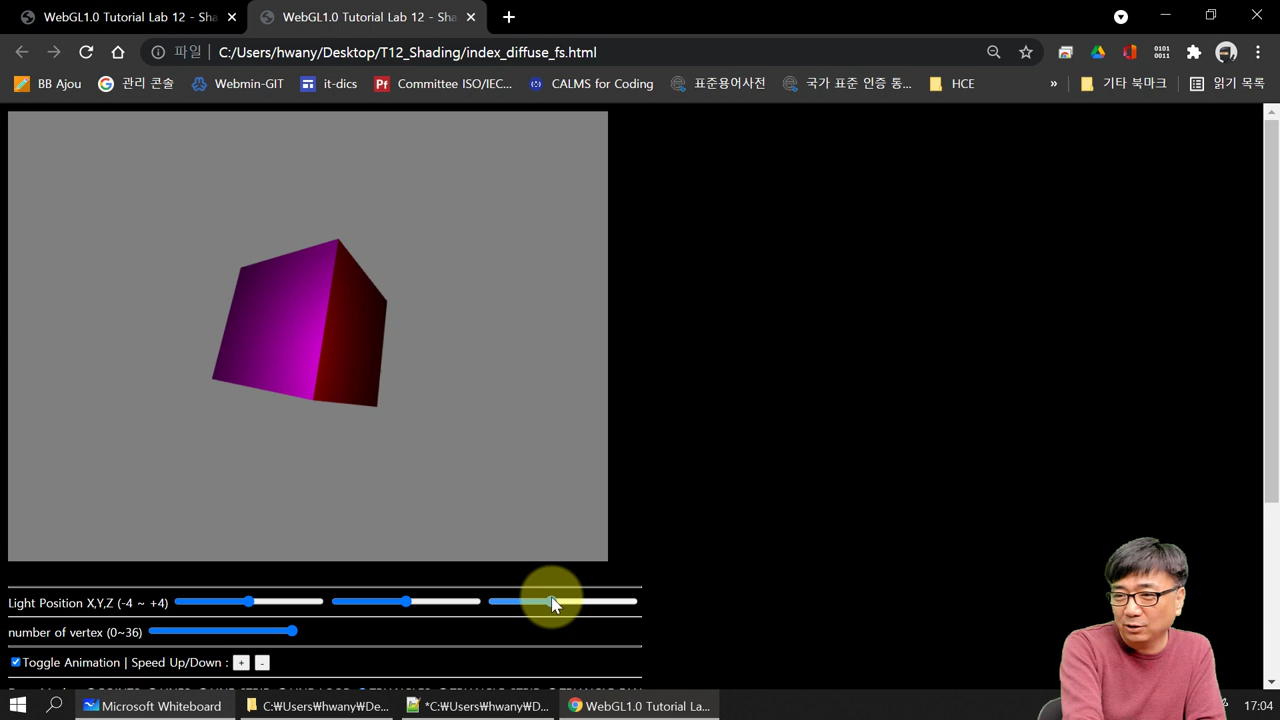 WebGL1.0 Tutorial Lab 12 - Sha
WebGL1.0 Tutorial Lab 12 - Sha
파일
C:/Users/hwany/Desktop/T12_Shading/index_diffuse_fs.html
BB Ajou
관리 콘솔
Webmin-GIT
it-dics
Committee ISO/IEC...
CALMS for Coding
표준용어사전
국가 표준 인증 통...
HCE
»
기타 북마크
읽기 목록
Light Position X,Y,Z (-4 ~ +4)
number of vertex (0~36)
Toggle Animation | Speed Up/Down : + -
Microsoft Whiteboard
C:₩Users₩hwany₩De...
*C:₩Users₩hwany₩D...
WebGL1.0 Tutorial La...
17:04